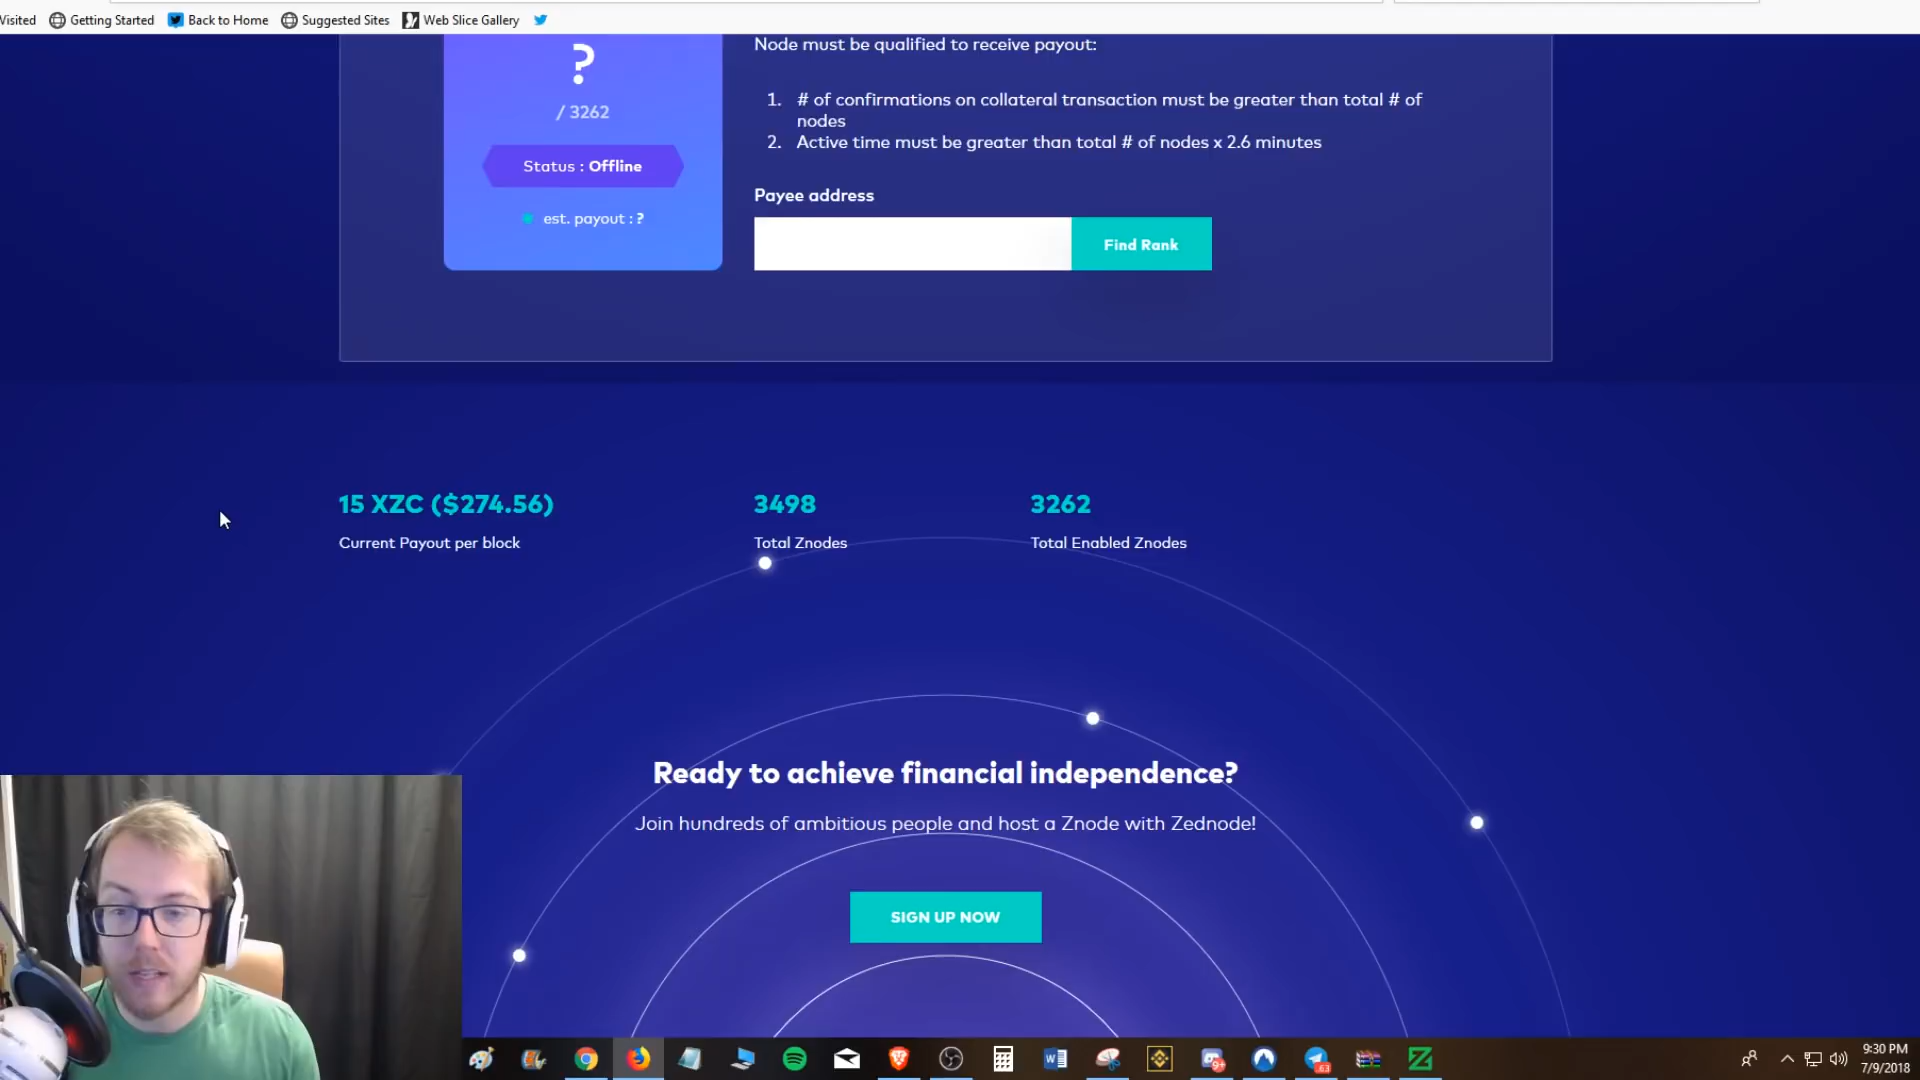 Visited
Getting Started
Back to Home
Suggested Sites
Web Slice Gallery
?
/ 3262
Status : Offline
est. payout : ?
Node must be qualified to receive payout:
1. # of confirmations on collateral transaction must be greater than total # of
nodes
2. Active time must be greater than total # of nodes x 2.6 minutes
Payee address
Find Rank
15 XZC ($274.56)
Current Payout per block
3498
Total Znodes
3262
Total Enabled Znodes
Ready to achieve financial independence?
Join hundreds of ambitious people and host a Znode with Zednode!
SIGN UP NOW
9+
63
9:30 PM
7/9/2018